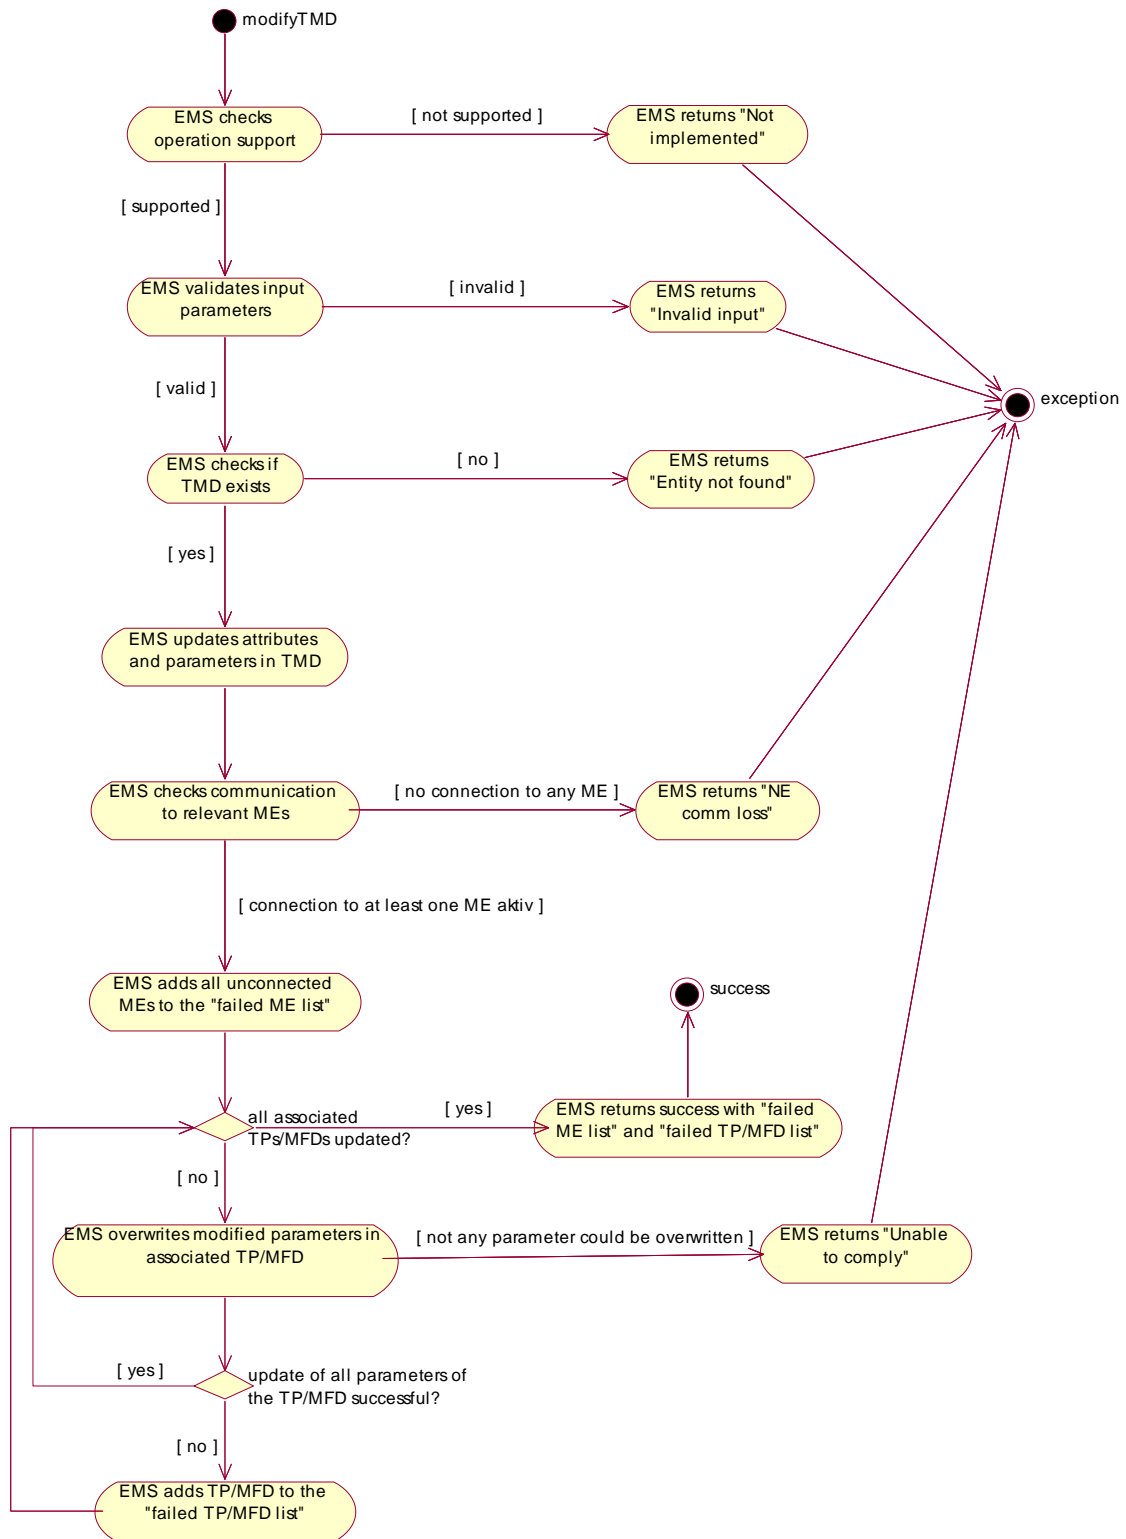 modifyTMD
EMS checks
operation support
[ not supported ]
EMS returns "Not
implemented"
[ supported ]
EMS validates input
parameters
[ invalid ]
EMS returns
"Invalid input"
[ valid ]
exception
EMS checks if
TMD exists
[ no ]
EMS returns
"Entity not found"
[ yes ]
EMS updates attributes
and parameters in TMD
EMS checks communication
to relevant MEs
[ no connection to any ME ]
EMS returns "NE
comm loss"
[ connection to at least one ME aktiv ]
EMS adds all unconnected
MEs to the "failed ME list"
success
all associated
TPs/MFDs updated?
[ yes ]
EMS returns success with "failed
ME list" and "failed TP/MFD list"
[ no ]
EMS overwrites modified parameters in
associated TP/MFD
[ not any parameter could be overwritten ]
EMS returns "Unable
to comply"
[ yes ]
update of all parameters of
the TP/MFD successful?
[ no ]
EMS adds TP/MFD to the
"failed TP/MFD list"